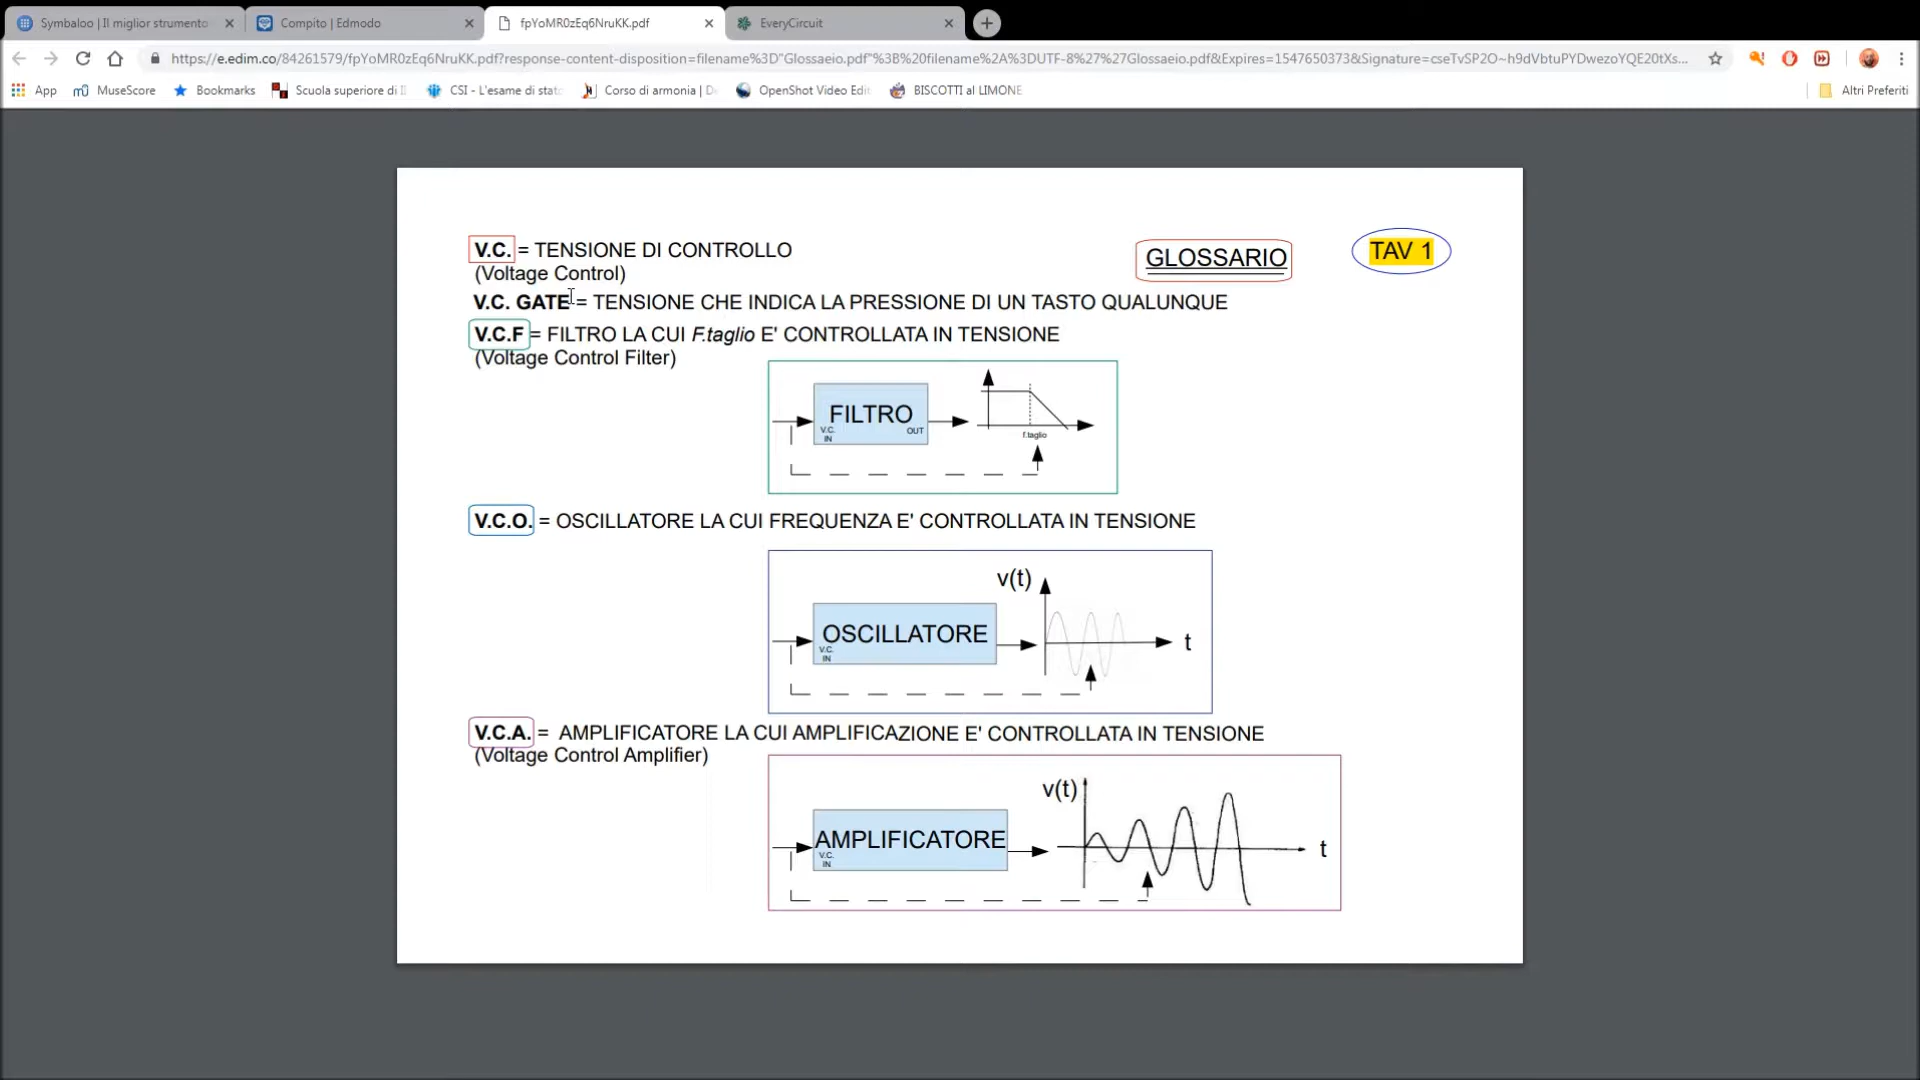 Symbaloo | Il miglior strumento
Compito | Edmodo
fpYoMR0zEq6NruKK.pdf
EveryCircuit
https://e.edim.co/84261579/fpYoMR0zEq6NruKK.pdf?response-content-disposition=filename%3D"Glossaeio.pdf"%3B%20filename%2A%3DUTF-8%27%27Glossaeio.pdf&Expires=1547650373&Signature=cseTvSP2O~h9dVbtuPYDwezoYQE20tXs...
App
MuseScore
Bookmarks
Scuola superiore di
CSI - L'esame di stato
Corso di armonia | D
OpenShot Video Edi
BISCOTTI al LIMONE
Altri Preferiti
V.C. = TENSIONE DI CONTROLLO
(Voltage Control)
GLOSSARIO
TAV 1
V.C. GATE = TENSIONE CHE INDICA LA PRESSIONE DI UN TASTO QUALUNQUE
V.C.F = FILTRO LA CUI F.taglio E' CONTROLLATA IN TENSIONE
(Voltage Control Filter)
FILTRO
V.C.
IN
OUT
f.taglio
V.C.O. = OSCILLATORE LA CUI FREQUENZA E' CONTROLLATA IN TENSIONE
v(t)
OSCILLATORE
V.C.
IN
t
V.C.A. = AMPLIFICATORE LA CUI AMPLIFICAZIONE E' CONTROLLATA IN TENSIONE
(Voltage Control Amplifier)
v(t)
AMPLIFICATORE
V.C.
IN
t